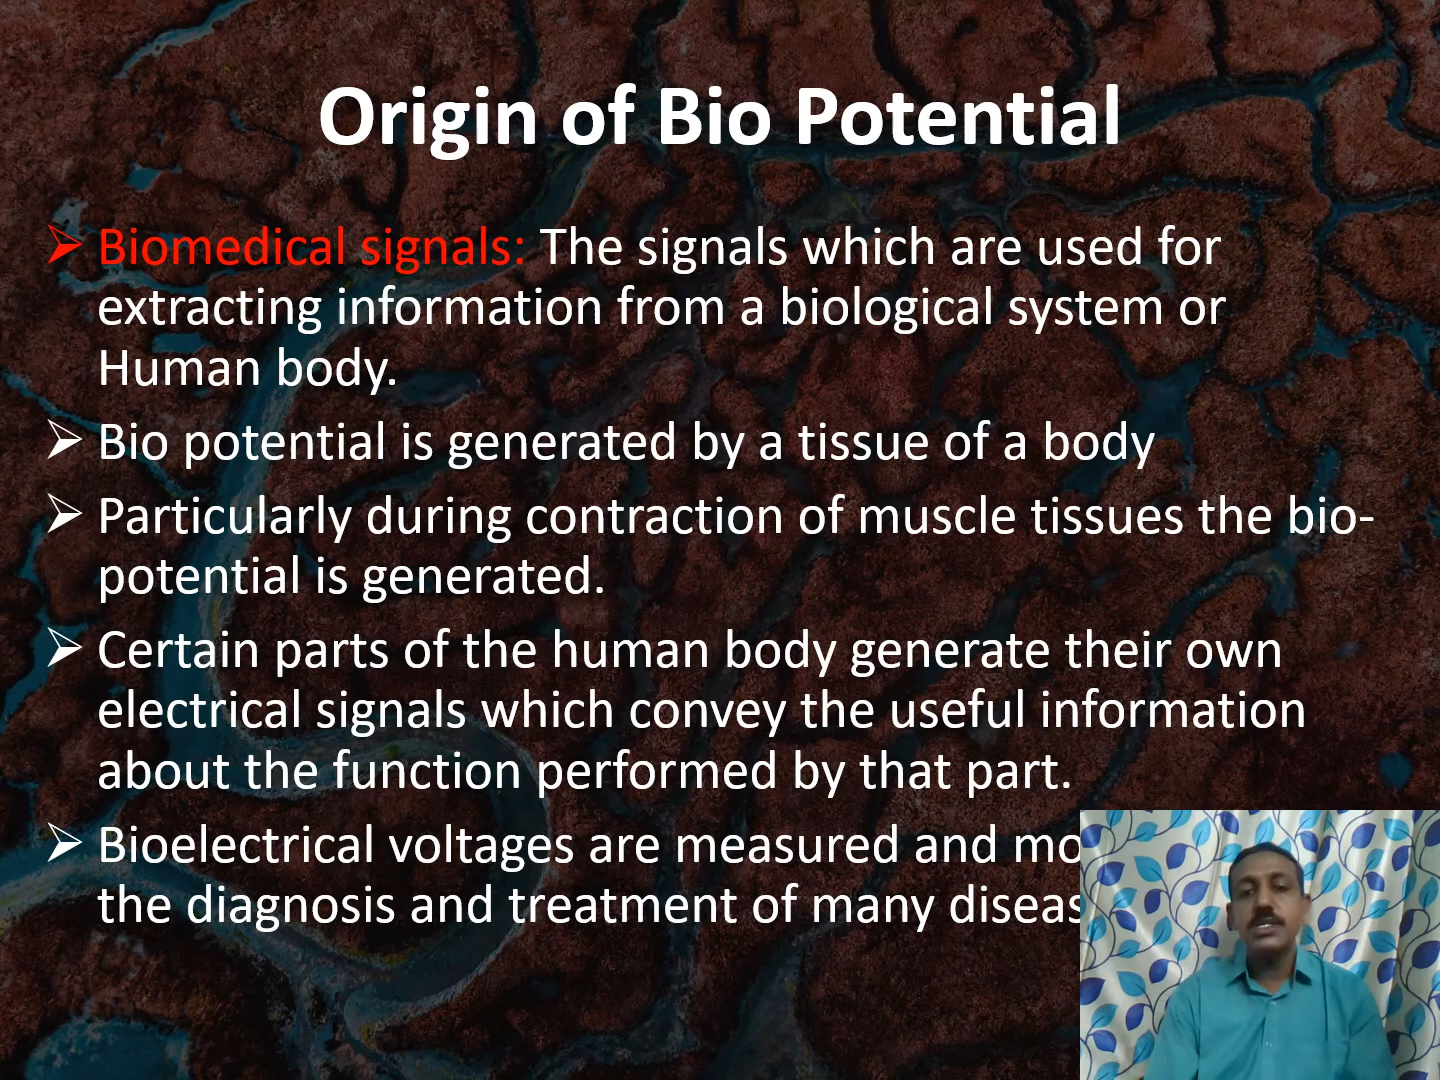 Origin of Bio Potential
Biomedical signals: The signals which are used for
extracting information from a biological system or
Human body.
Bio potential is generated by a tissue of a body
Particularly during contraction of muscle tissues the bio-
potential is generated.
Certain parts of the human body generate their own
electrical signals which convey the useful information
about the function performed by that part.
Bioelectrical voltages are measured and
the diagnosis and treatment of many